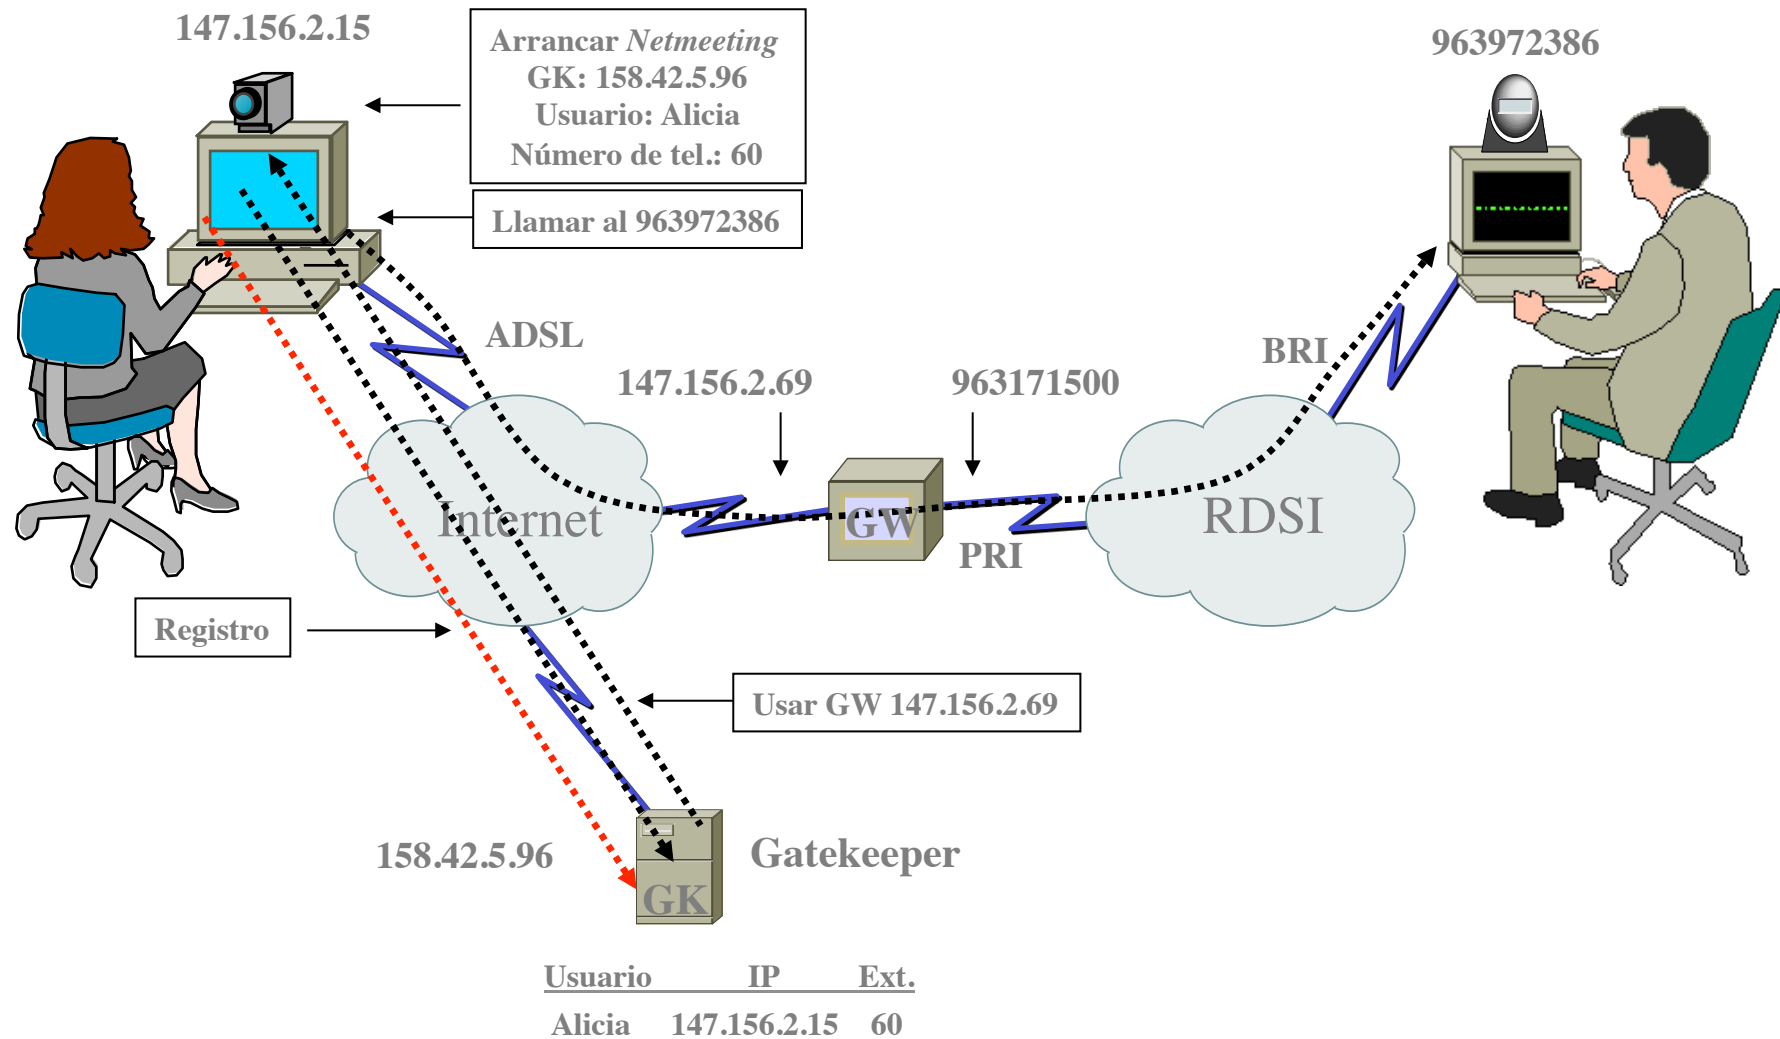 147.156.2.15
Arrancar Netmeeting
GK: 158.42.5.96
Usuario: Alicia
Número de tel.: 60
963972386
Llamar al 963972386
ADSL
BRI
147.156.2.69
963171500
Internet
GW
RDSI
PRI
Registro
Usar GW 147.156.2.69
158.42.5.96
Gatekeeper
GK
Usuario IP Ext.
Alicia 147.156.2.15 60